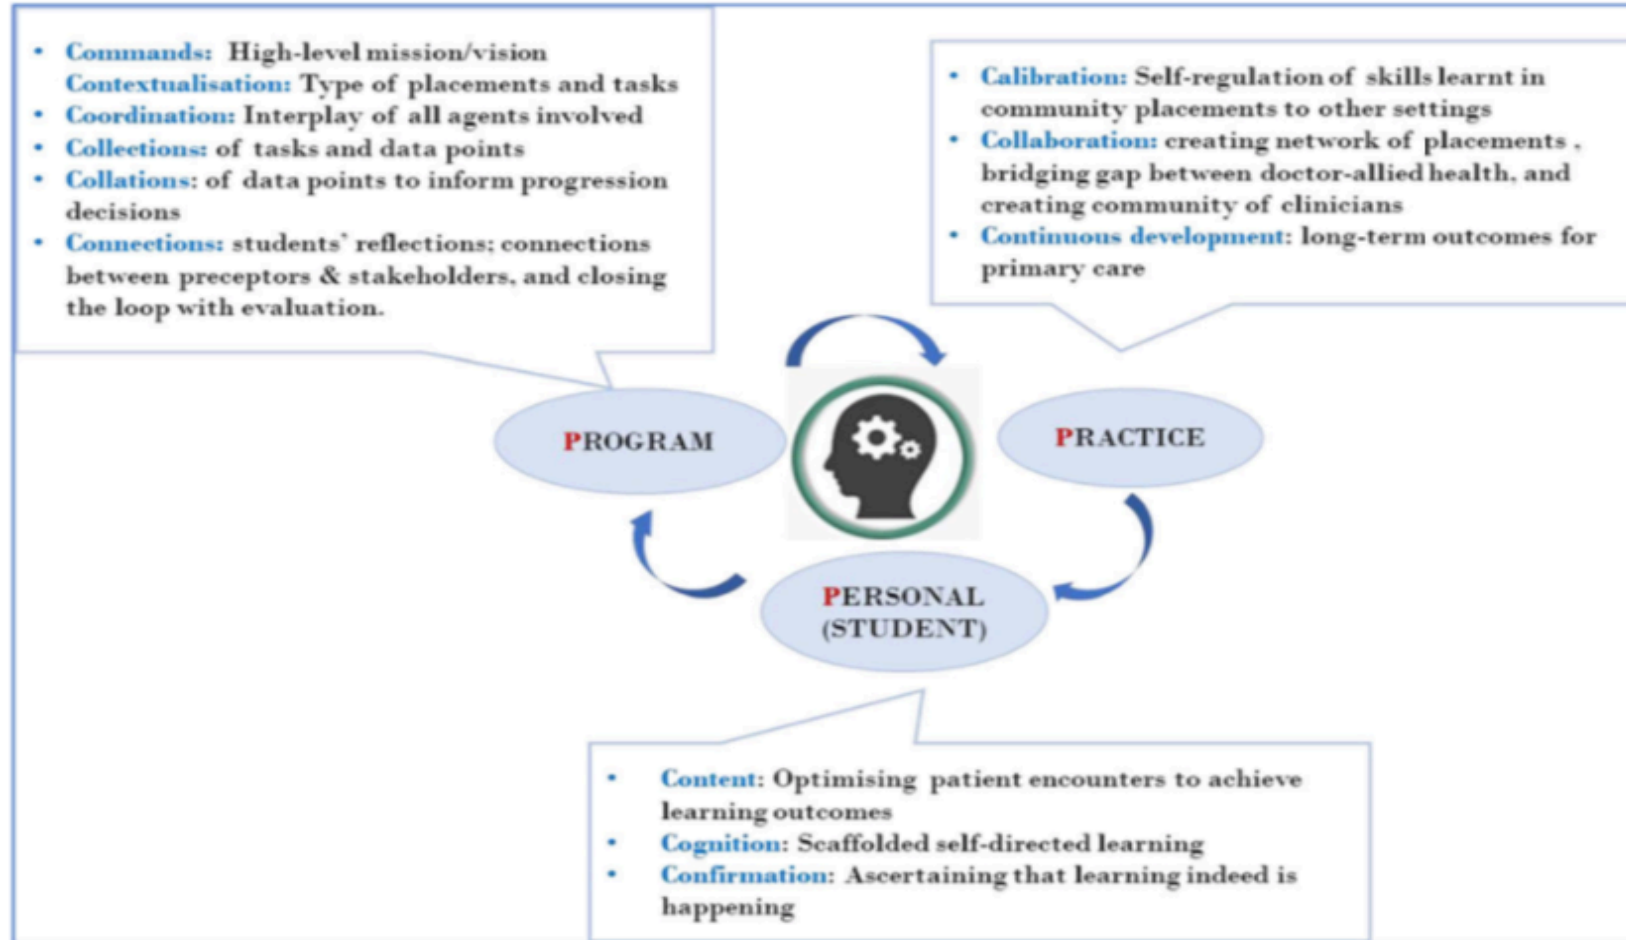 • Commands: High-level mission/vision
Contextualisation: Type of placements and tasks
• Coordination: Interplay of all agents involved
• Collections: of tasks and data points
• Collations: of data points to inform progression
decisions
• Connections: students' reflections; connections
between preceptors & stakeholders, and closing
the loop with evaluation.
• Calibration: Self-regulation of skills learnt in
community placements to other settings
• Collaboration: creating network of placements ,
bridging gap between doctor-allied health, and
creating community of clinicians
• Continuous development: long-term outcomes for
primary care
PROGRAM
PRACTICE
PERSONAL
(STUDENT)
• Content: Optimising patient encounters to achieve
learning outcomes
• Cognition: Scaffolded self-directed learning
• Confirmation: Ascertaining that learning indeed is
happening